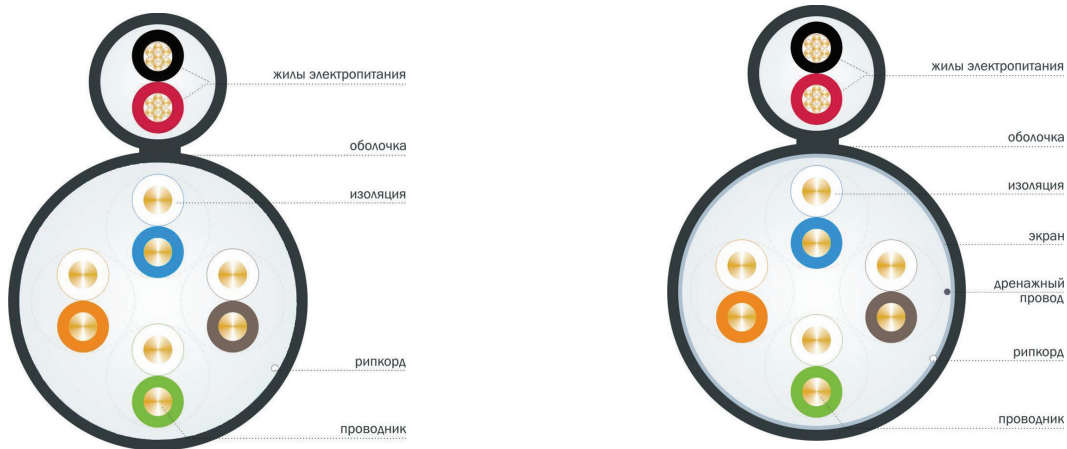 жилы электропитания
оболочка
изоляция
рипкорд
проводник
жилы электропитания
оболочка
изоляция
экран
дренажный
провод
рипкорд
проводник